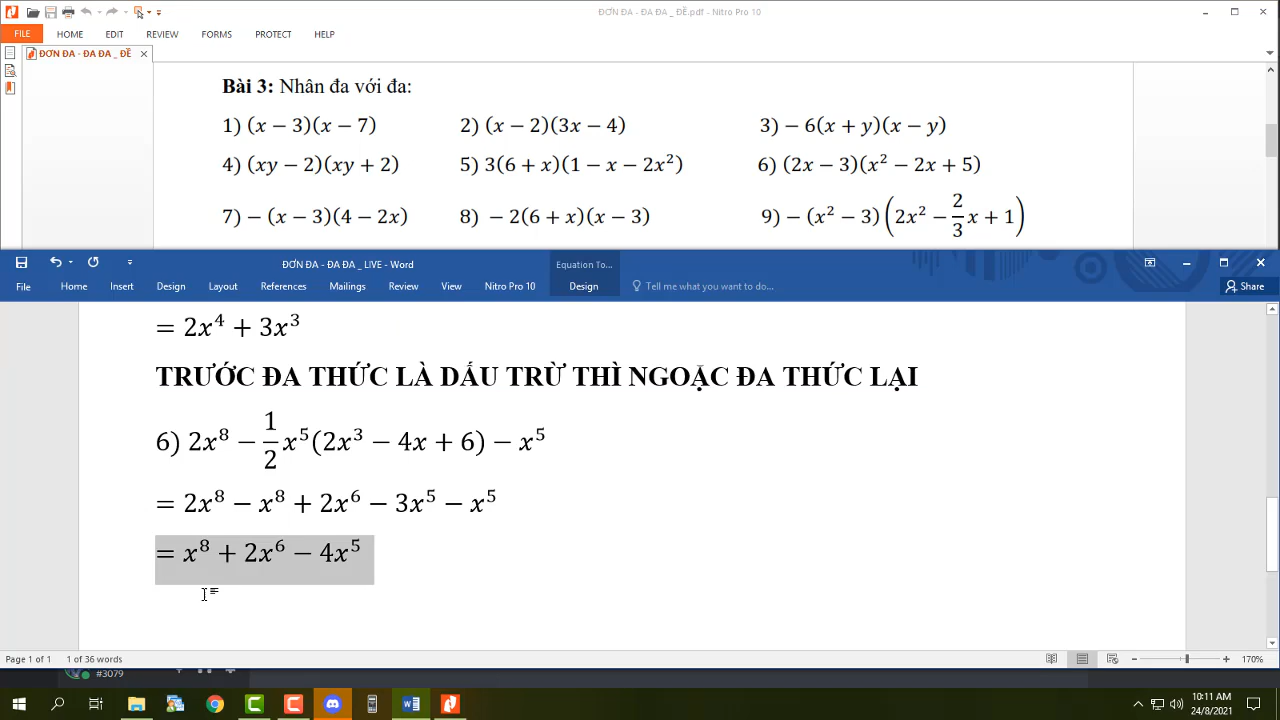 ĐƠN ĐA - ĐA ĐA _ ĐỀ.pdf - Nitro Pro 10
FILE HOME EDIT REVIEW FORMS PROTECT HELP
ĐƠN ĐA - ĐA ĐA _ ĐỀ
Bài 3: Nhân đa với đa:
1) (x − 3)(x − 7) 2) (x − 2)(3x − 4) 3) − 6(x + y)(x − y)
4) (xy − 2)(xy + 2) 5) 3(6 + x)(1 − x − 2x²) 6) (2x − 3)(x² − 2x + 5)
7) − (x − 3)(4 − 2x) 8) − 2(6 + x)(x − 3) 9) − (x² − 3)(2x² − 2/3 x + 1)
ĐƠN ĐA - ĐA ĐA _ LIVE - Word Equation To...
File Home Insert Design Layout References Mailings Review View Nitro Pro 10 Design Tell me what you want to do... Share
= 2x⁴ + 3x³
TRƯỚC ĐA THỨC LÀ DẤU TRỪ THÌ NGOẶC ĐA THỨC LẠI
6) 2x⁸ − 1/2 x⁵(2x³ − 4x + 6) − x⁵
= 2x⁸ − x⁸ + 2x⁶ − 3x⁵ − x⁵
= x⁸ + 2x⁶ − 4x⁵
Page 1 of 1 1 of 36 words 170%
#3079
10:11 AM
24/8/2021